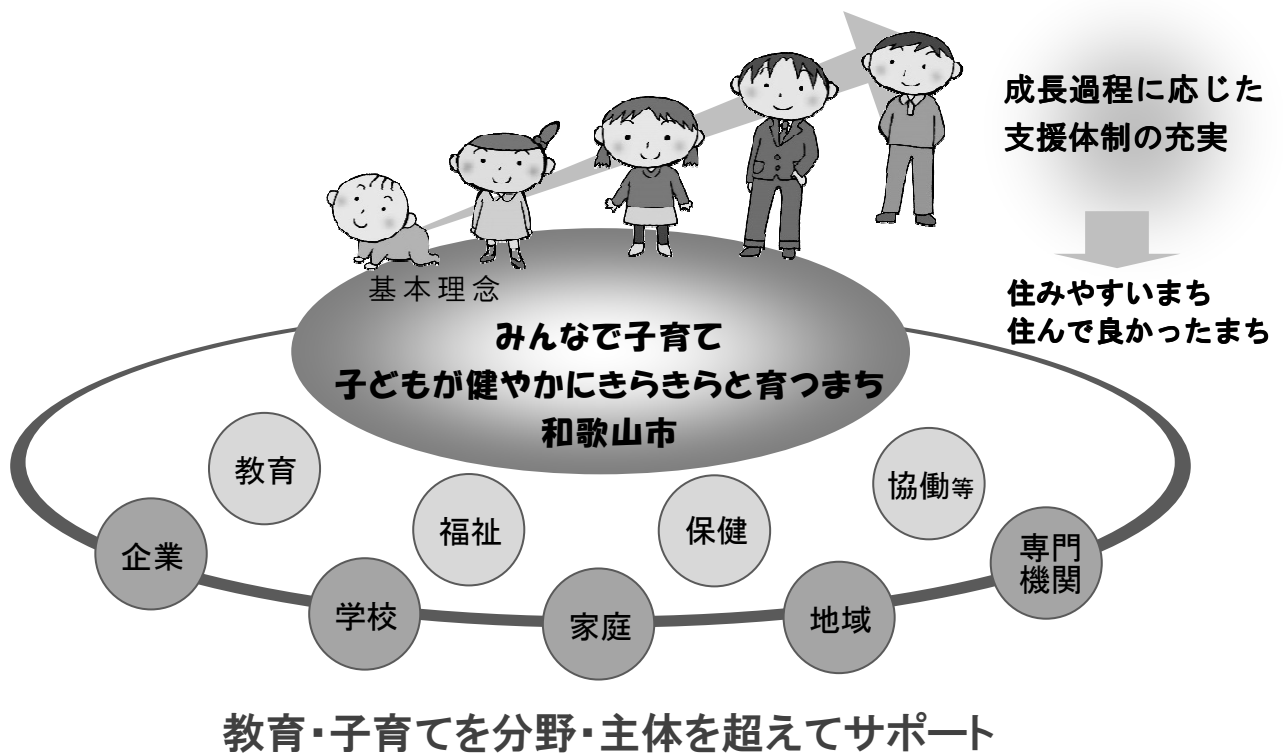 成長過程に応じた
支援体制の充実
住みやすいまち
住んで良かったまち
基本理念
みんなで子育て
子どもが健やかにきらきらと育つまち
和歌山市
教育
福祉
保健
協働等
企業
学校
家庭
地域
専門
機関
教育・子育てを分野・主体を超えてサポート